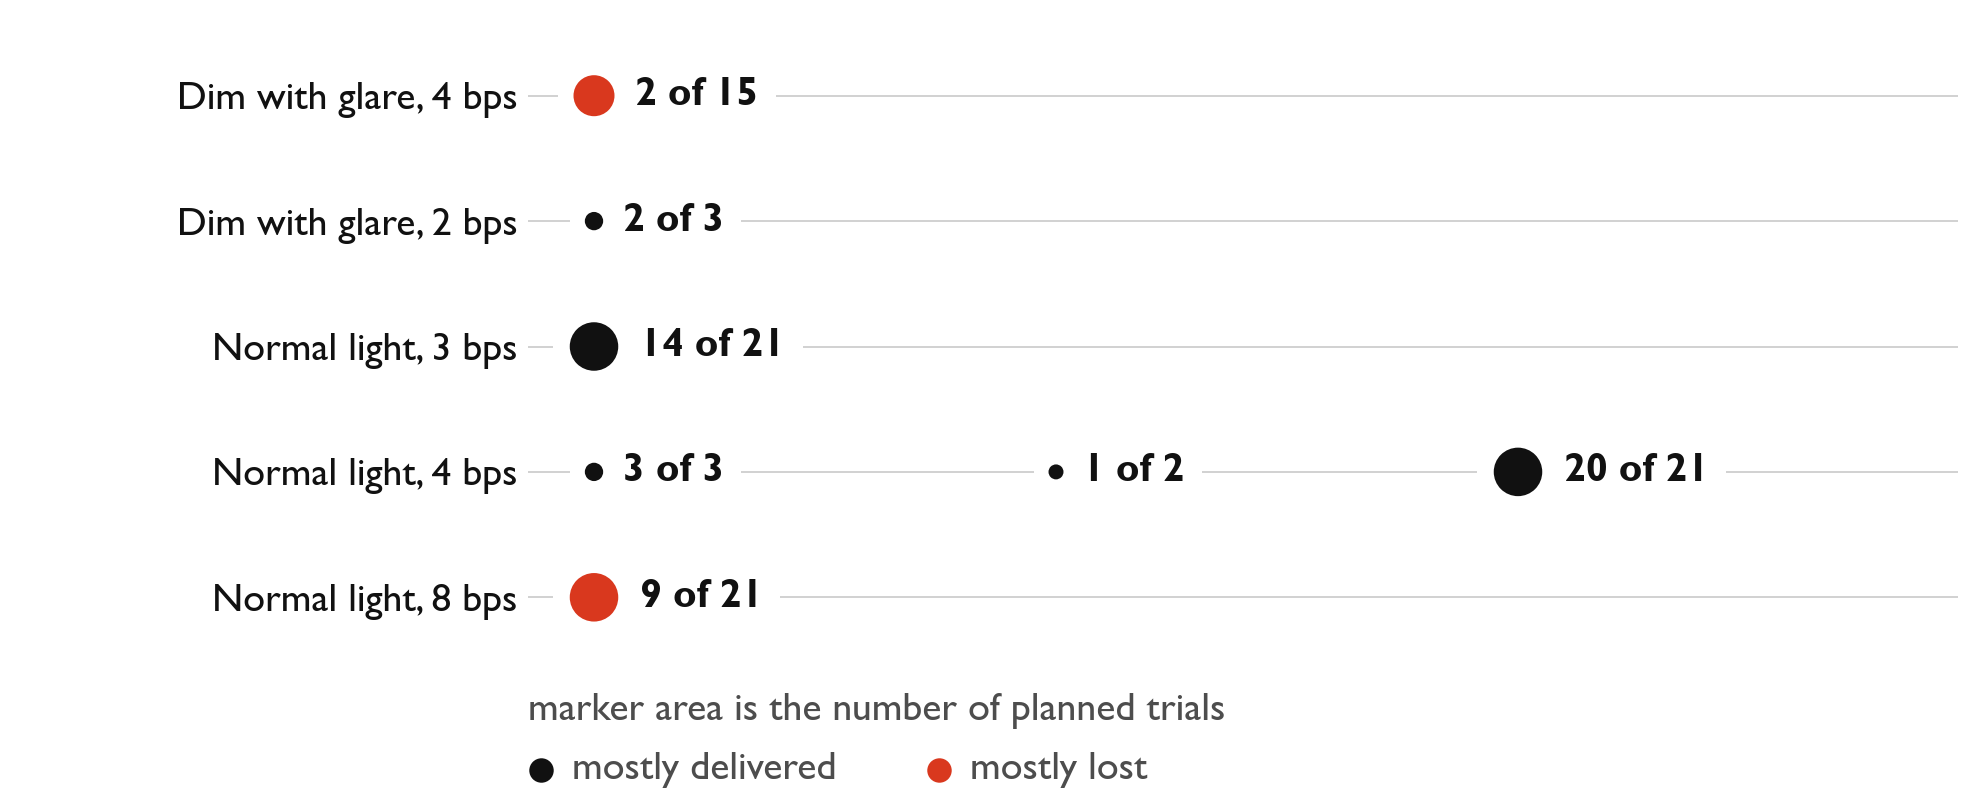 Dim with glare, 4 bps 2 of 15
Dim with glare, 2 bps 2 of 3
Normal light, 3 bps 14 of 21
Normal light, 4 bps 3 of 3 1 of 2 20 of 21
Normal light, 8 bps 9 of 21
marker area is the number of planned trials
mostly delivered mostly lost